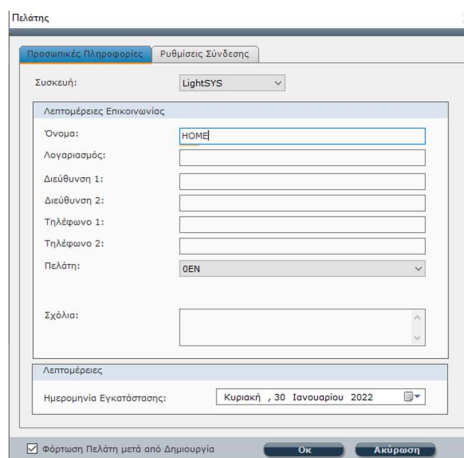 Πελάτης
Προσωπικές Πληροφορίες Ρυθμίσεις Σύνδεσης
Συσκευή: LightSYS
Λεπτομέρειες Επικοινωνίας
Όνομα: HOME
Λογαριασμός:
Διεύθυνση 1:
Διεύθυνση 2:
Τηλέφωνο 1:
Τηλέφωνο 2:
Πελάτη: 0EN
Σχόλια:
Λεπτομέρειες
Ημερομηνία Εγκατάστασης: Κυριακή , 30 Ιανουαρίου 2022
Φόρτωση Πελάτη μετά από Δημιουργία Οκ Ακύρωση